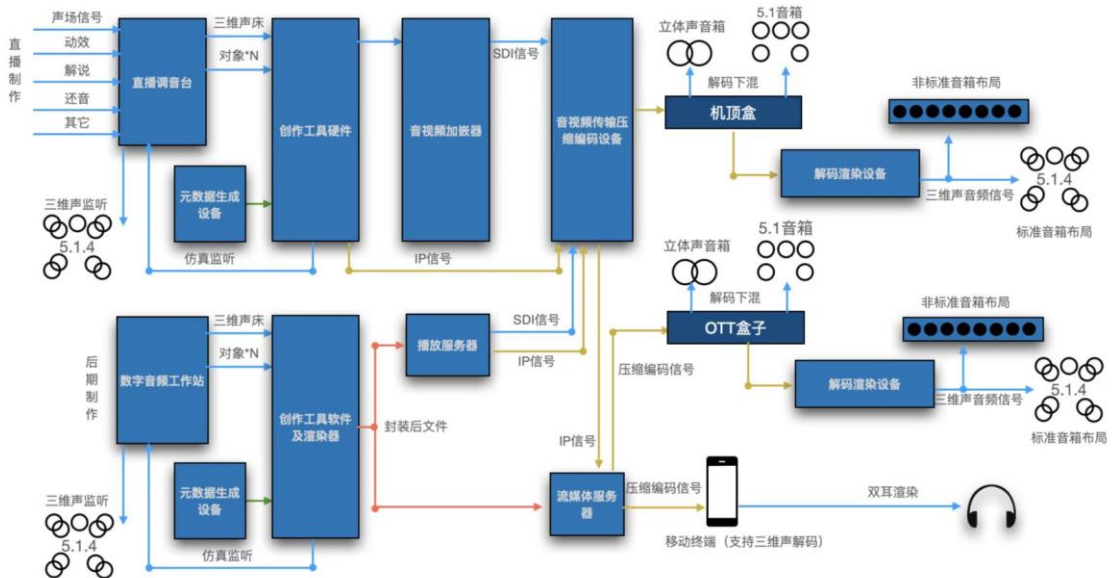 直播制作
声场信号
动效
解说
还音
其它
直播调音台
三维声床
对象*N
创作工具硬件
音视频加嵌器
SDI信号
音视频传输压
缩编码设备
元数据生成
设备
三维声监听
5.1.4
仿真监听
IP信号
立体声音箱
5.1音箱
解码下混
机顶盒
解码渲染设备
非标准音箱布局
三维声音频信号
5.1.4
标准音箱布局
后期制作
数字音频工作站
三维声床
对象*N
创作工具软件
及渲染器
元数据生成
设备
三维声监听
5.1.4
仿真监听
播放服务器
SDI信号
IP信号
封装后文件
IP信号
流媒体服务
器
压缩编码信号
立体声音箱
5.1音箱
解码下混
OTT盒子
解码渲染设备
非标准音箱布局
三维声音频信号
5.1.4
标准音箱布局
压缩编码信号
移动终端（支持三维声解码）
双耳渲染